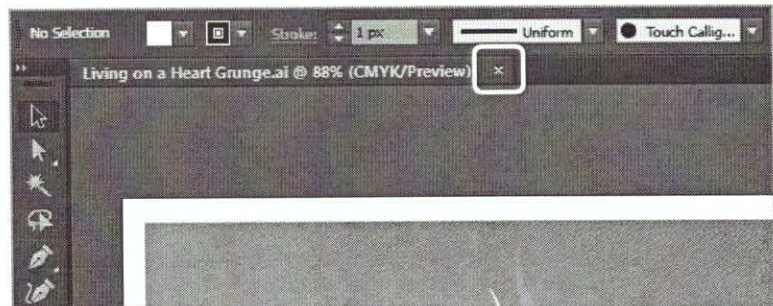 No Selection Stroke: 1 px Uniform Touch Callig...
Living on a Heart Grunge.ai @ 88% (CMYK/Preview) ×